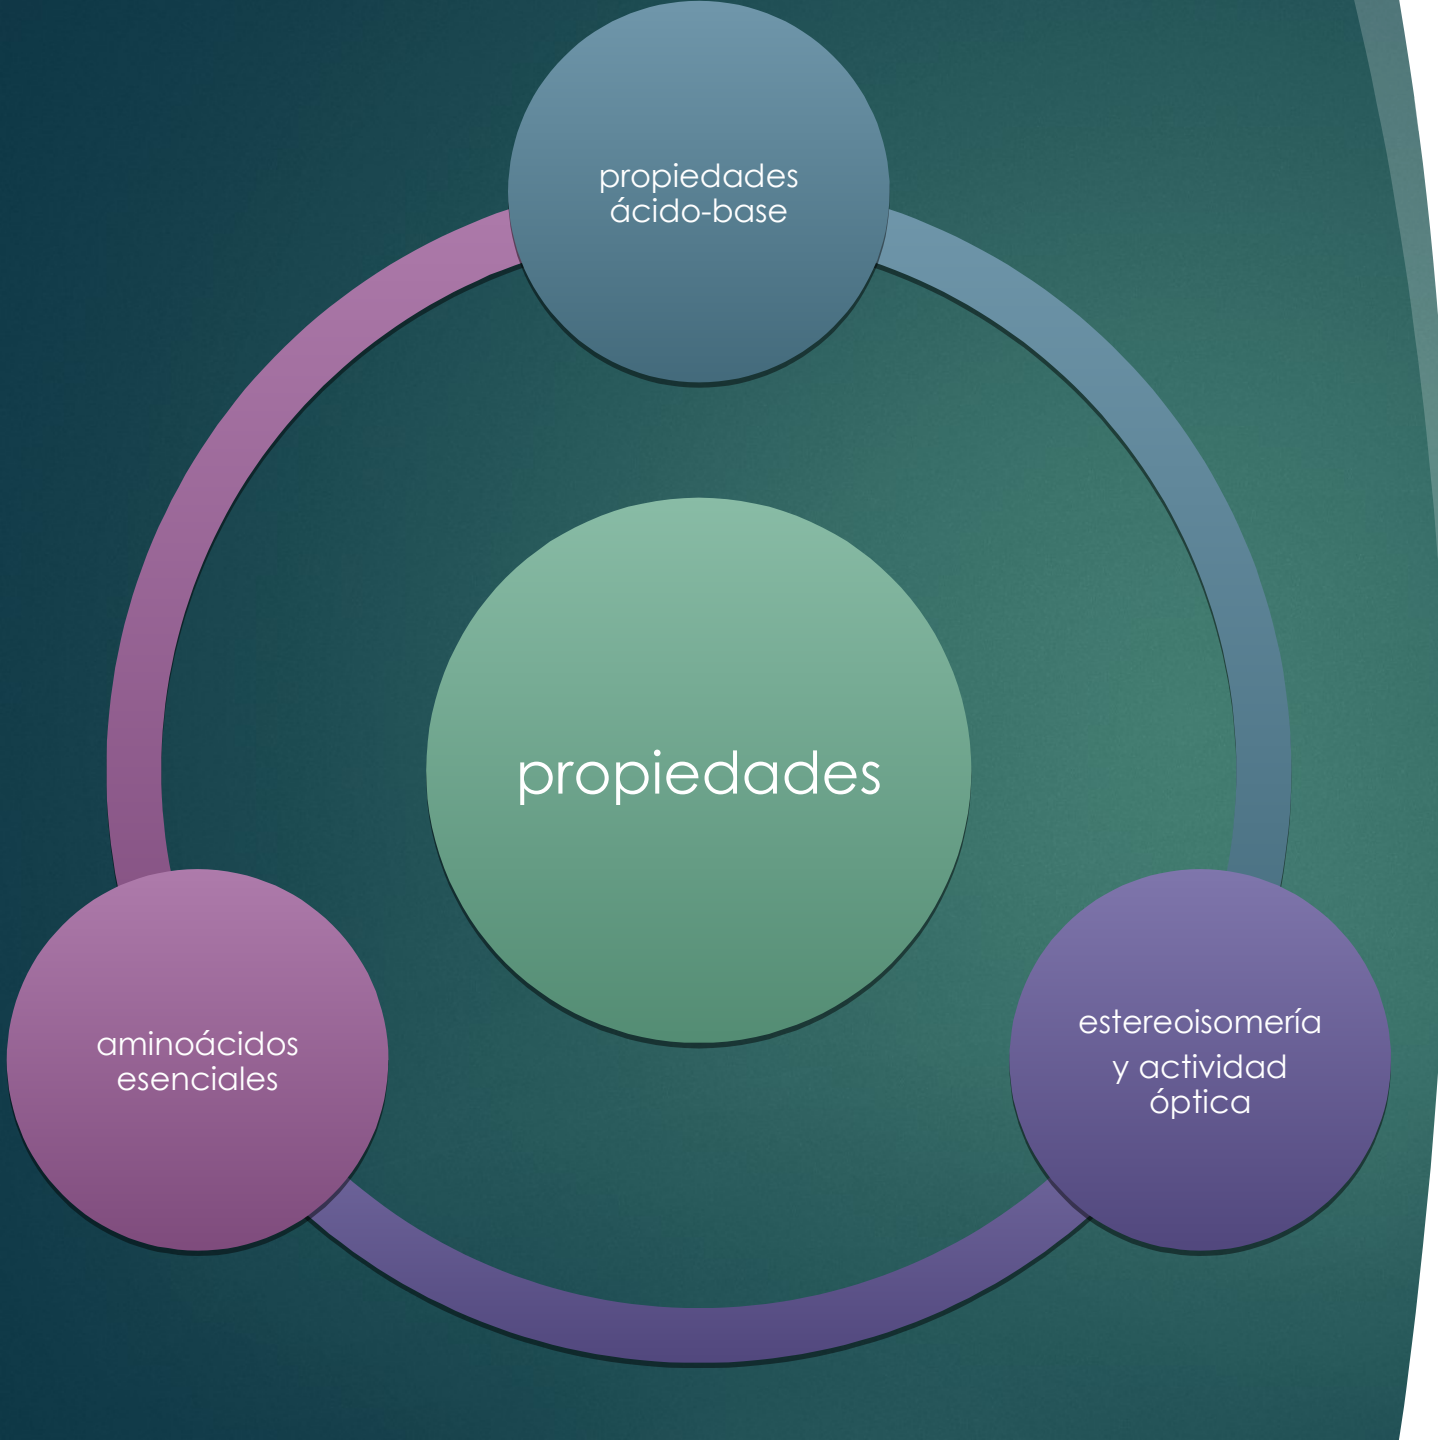 propiedades
ácido-base
propiedades
aminoácidos
esenciales
estereoisomería
y actividad
óptica